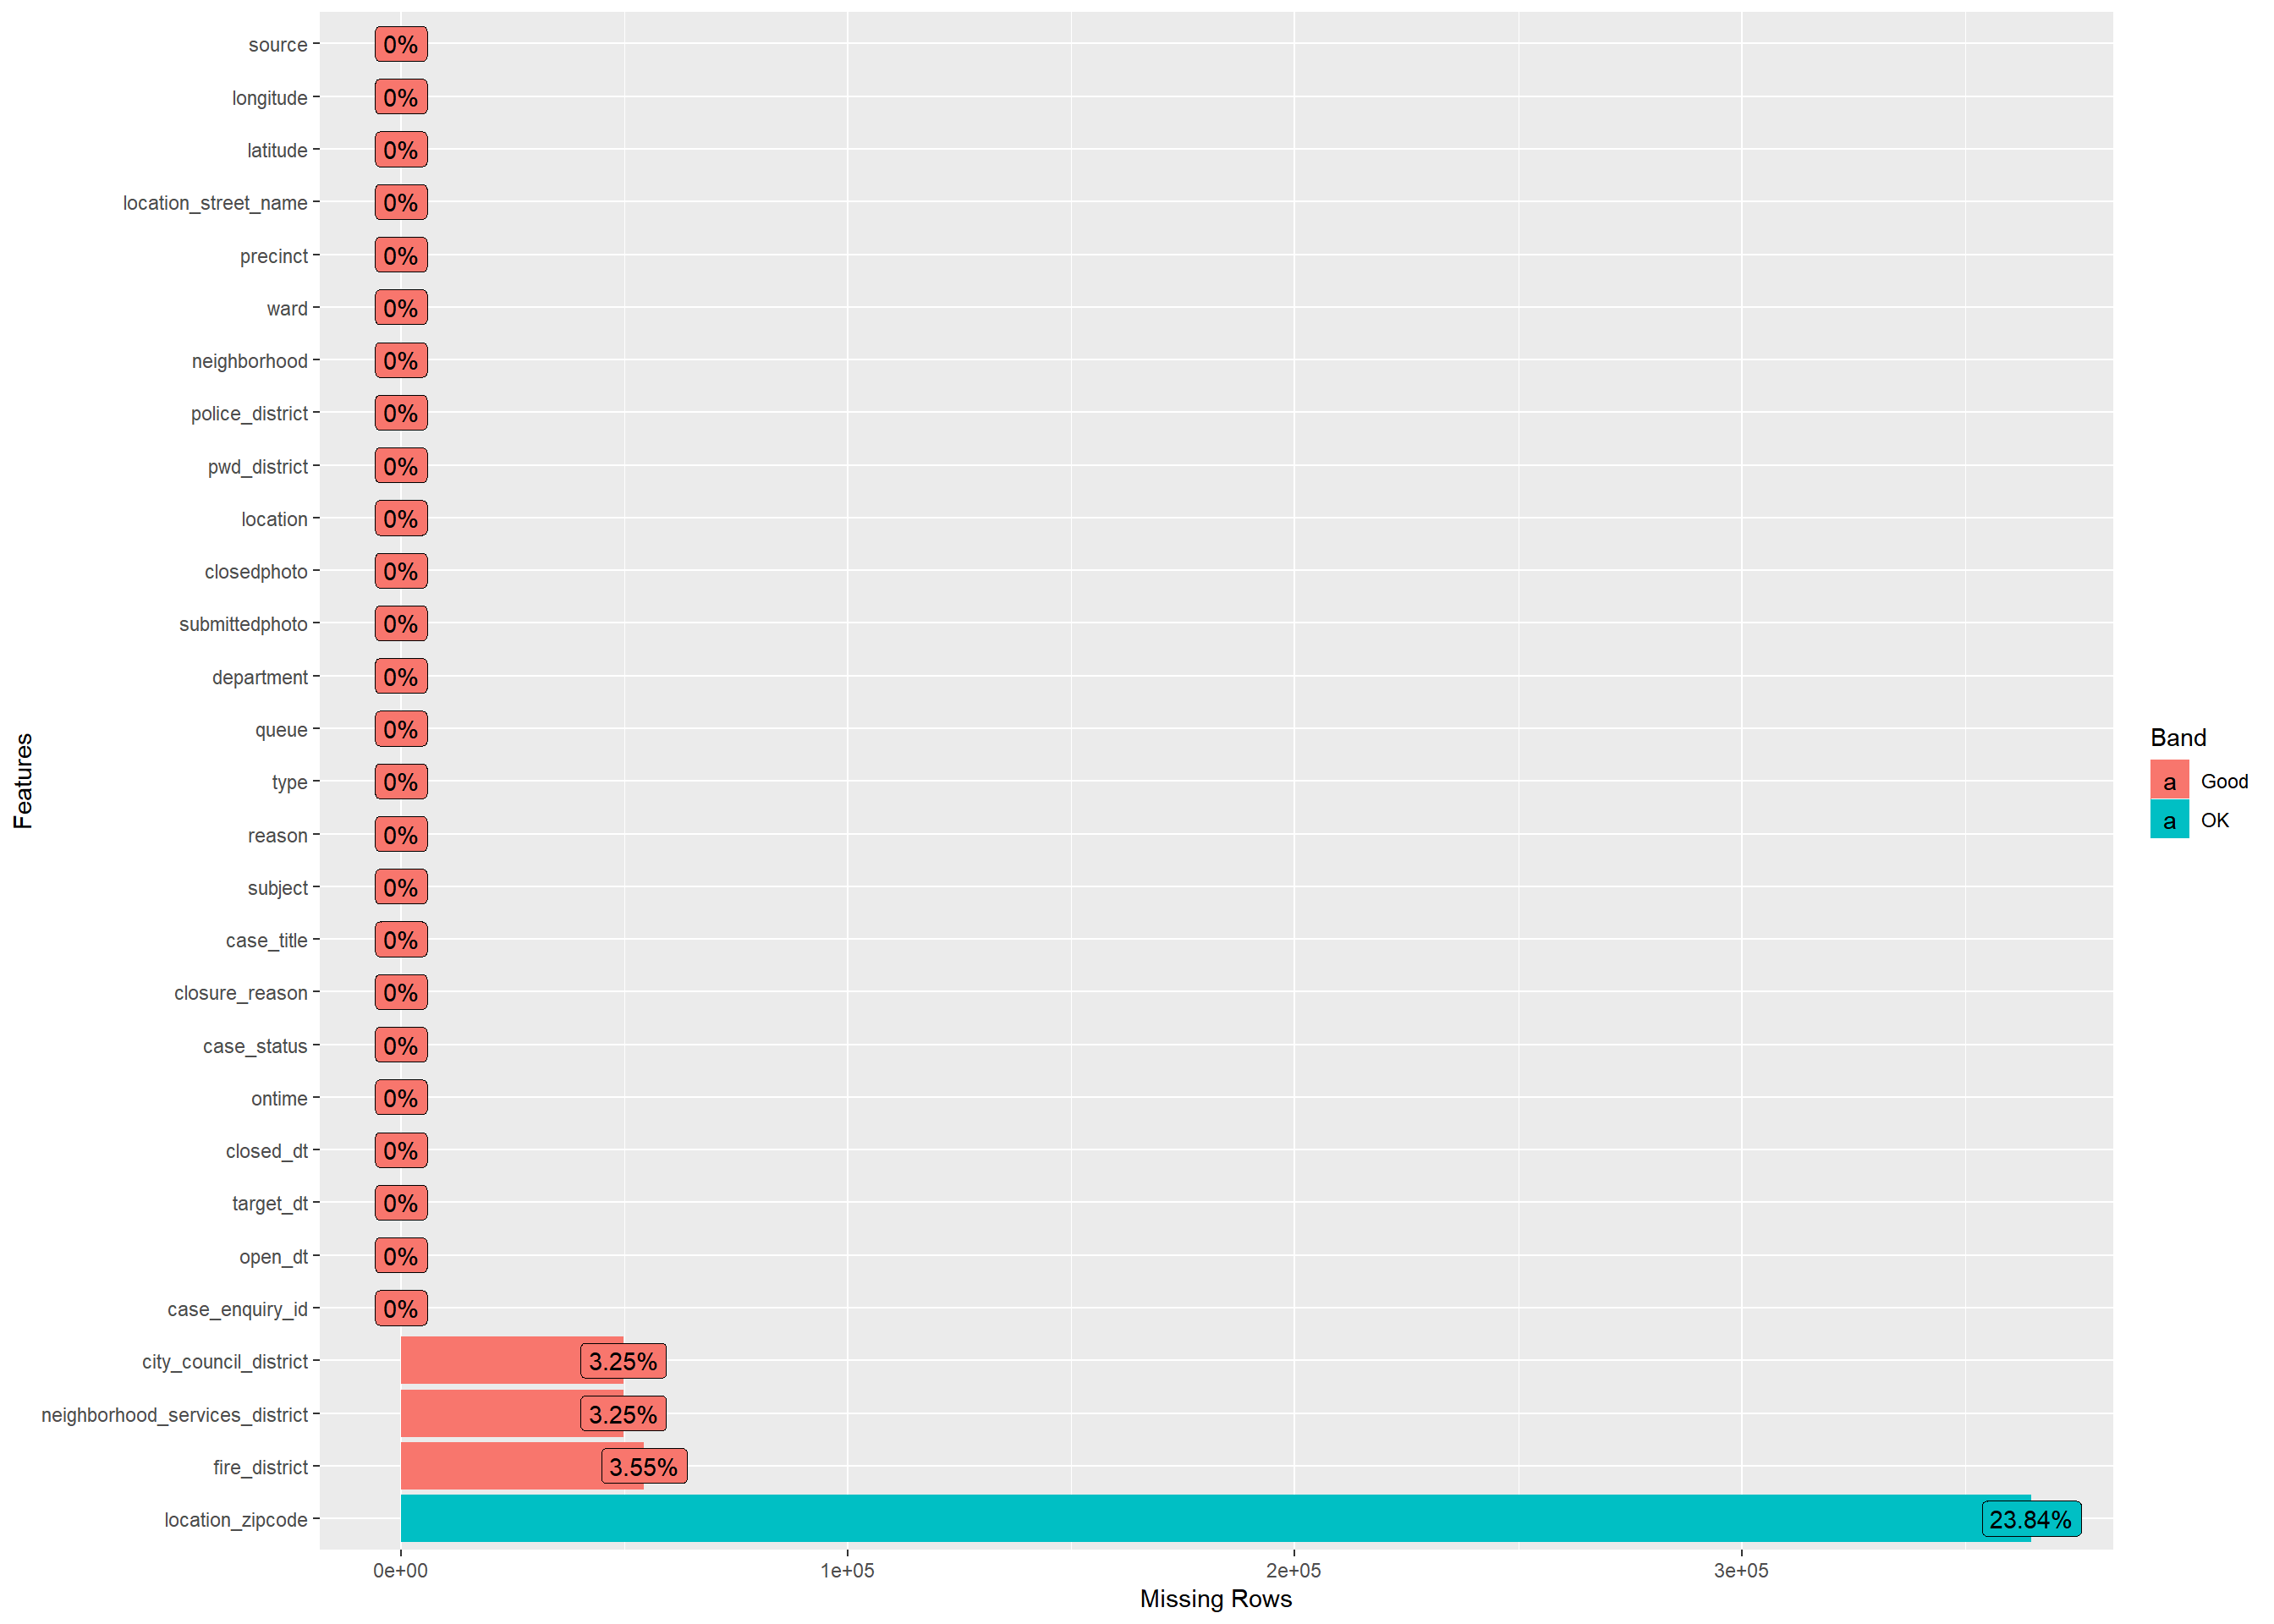 source 0%
longitude 0%
latitude 0%
location_street_name 0%
precinct 0%
ward 0%
neighborhood 0%
police_district 0%
pwd_district 0%
location 0%
closedphoto 0%
submittedphoto 0%
department 0%
queue 0%
type 0%
reason 0%
subject 0%
case_title 0%
closure_reason 0%
case_status 0%
ontime 0%
closed_dt 0%
target_dt 0%
open_dt 0%
case_enquiry_id 0%
city_council_district 3.25%
neighborhood_services_district 3.25%
fire_district 3.55%
location_zipcode 23.84%
0e+00 1e+05 2e+05 3e+05
Missing Rows
Features
Band
a Good
a OK